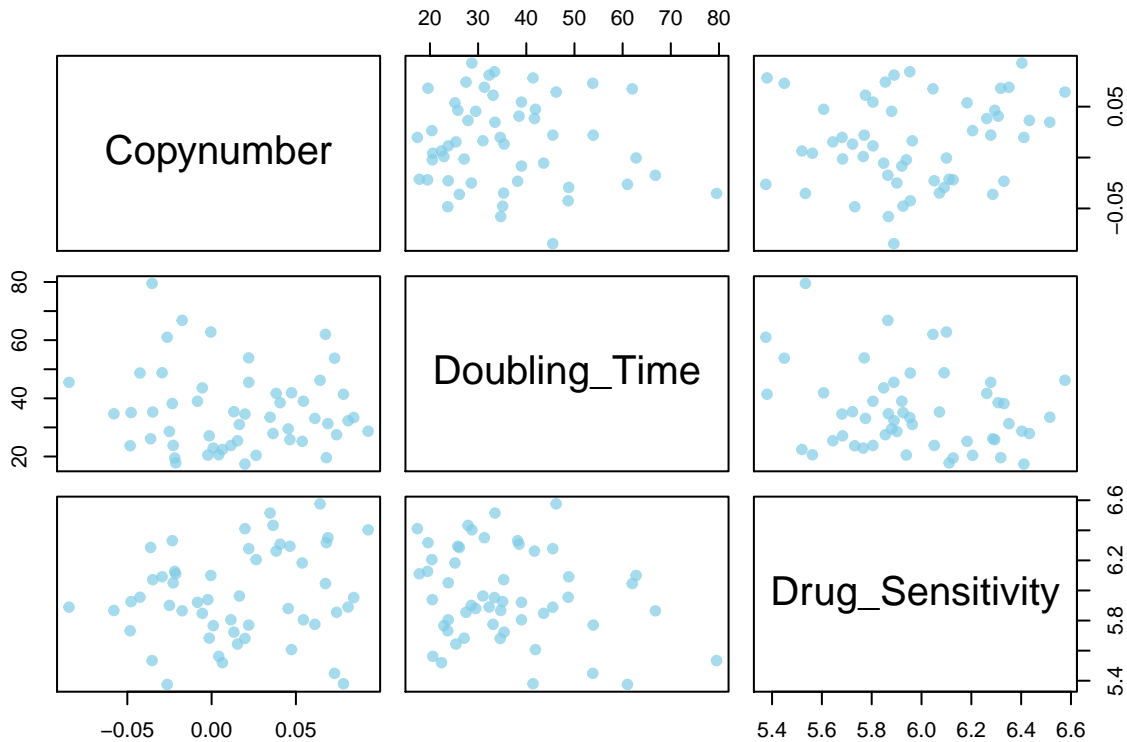 20 30 40 50 60 70 80
Copynumber
−0.05 0.05
20 40 60 80
Doubling_Time
Drug_Sensitivity
5.4 5.8 6.2 6.6
−0.05 0.00 0.05
5.4 5.6 5.8 6.0 6.2 6.4 6.6